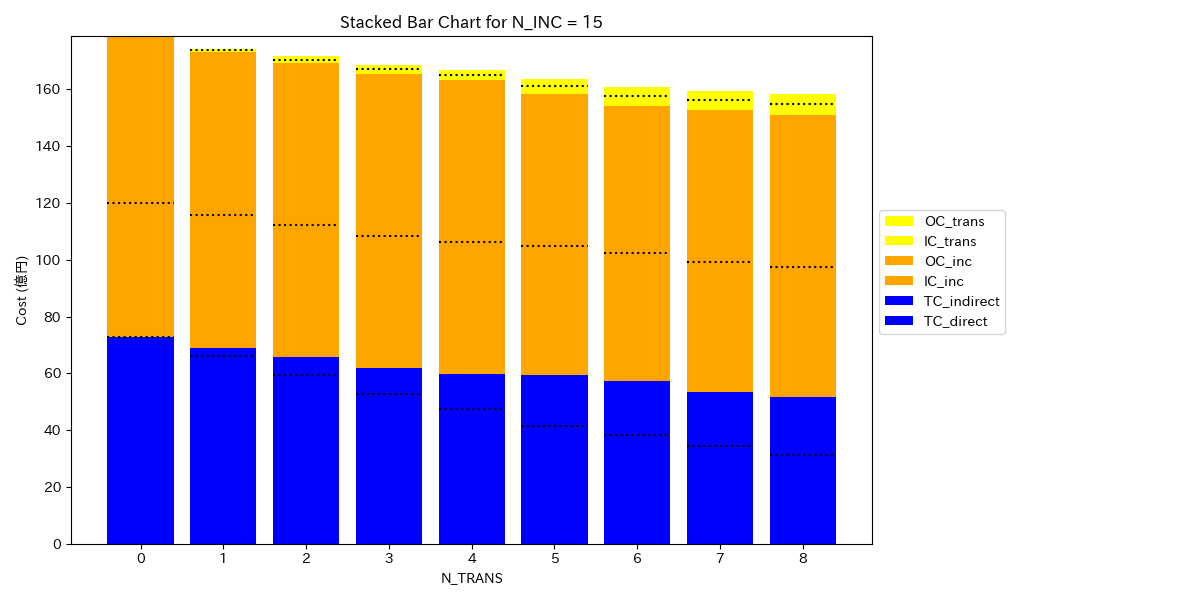 Stacked Bar Chart for N_INC = 15
Cost (億円)
160
140
120
100
80
60
40
20
0
0 1 2 3 4 5 6 7 8
N_TRANS
OC_trans
IC_trans
OC_inc
IC_inc
TC_indirect
TC_direct